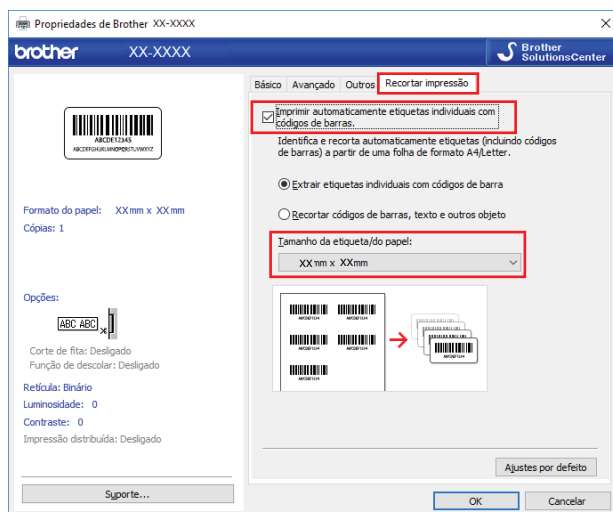 Propriedades de Brother XX-XXXX
brother XX-XXXX
Brother
SolutionsCenter
Básico Avançado Outros Recortar impressão
Imprimir automaticamente etiquetas individuais com
códigos de barras.
Identifica e recorta automaticamente etiquetas (incluindo códigos
de barras) a partir de uma folha de formato A4/Letter.
Extrair etiquetas individuais com códigos de barra
Recortar códigos de barras, texto e outros objeto
Tamanho da etiqueta/do papel:
XXmm x XXmm
ABCDE12345
Formato do papel: XXmm x XXmm
Cópias: 1
Opções:
ABC ABC
Corte de fita: Desligado
Função de descolar: Desligado
Retícula: Binário
Luminosidade: 0
Contraste: 0
Impressão distribuída: Desligado
Suporte...
Ajustes por defeito
OK Cancelar